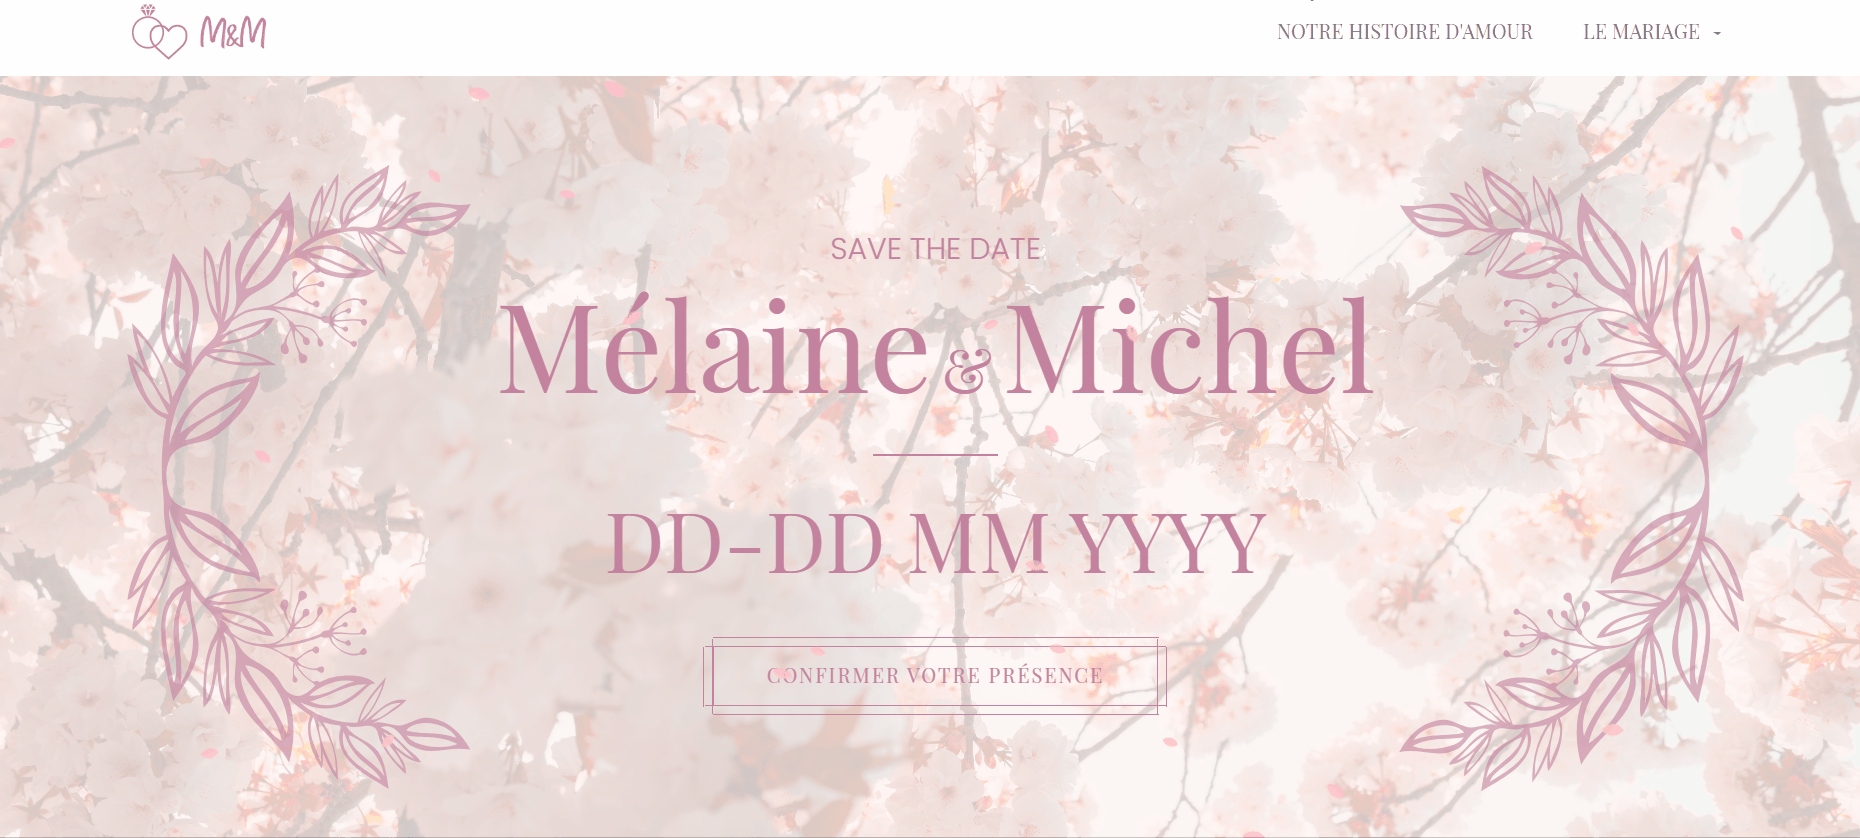 M&M
NOTRE HISTOIRE D'AMOUR LE MARIAGE
SAVE THE DATE
Mélaine & Michel
DD-DD MM YYYY
CONFIRMER VOTRE PRÉSENCE